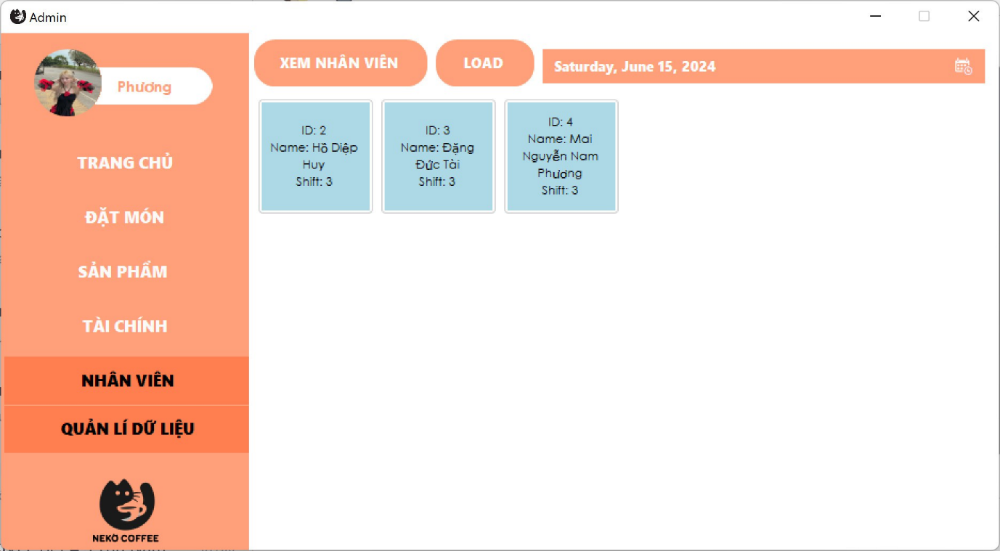 Admin
Phương
TRANG CHỦ
ĐẶT MÓN
SẢN PHẨM
TÀI CHÍNH
NHÂN VIÊN
QUẢN LÍ DỮ LIỆU
NEKO COFFEE
XEM NHÂN VIÊN
LOAD
Saturday, June 15, 2024
ID: 2
Name: Hồ Diệp
Huy
Shift: 3
ID: 3
Name: Đặng
Đức Tài
Shift: 3
ID: 4
Name: Mai
Nguyễn Nam
Phương
Shift: 3